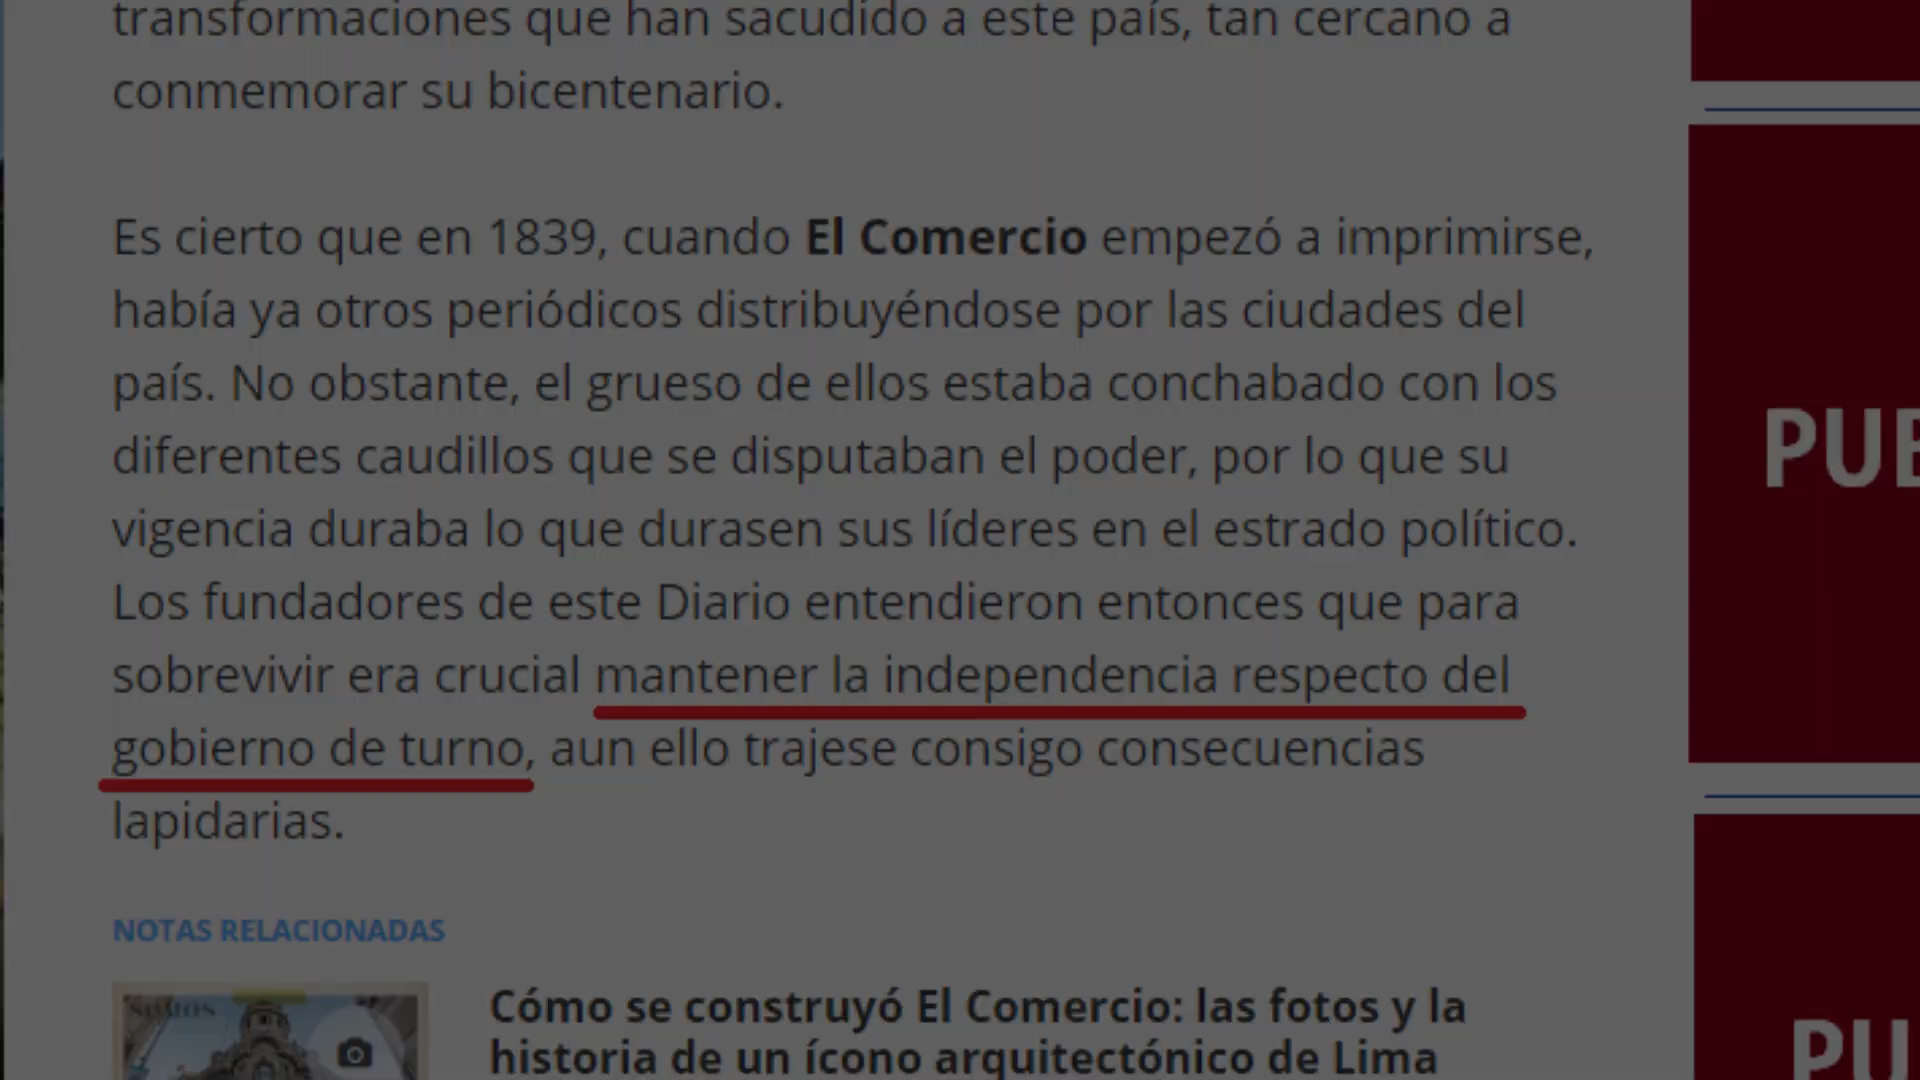 transformaciones que han sacudido a este país, tan cercano a
conmemorar su bicentenario.
Es cierto que en 1839, cuando El Comercio empezó a imprimirse,
había ya otros periódicos distribuyéndose por las ciudades del
país. No obstante, el grueso de ellos estaba conchabado con los
diferentes caudillos que se disputaban el poder, por lo que su
vigencia duraba lo que durasen sus líderes en el estrado político.
Los fundadores de este Diario entendieron entonces que para
sobrevivir era crucial mantener la independencia respecto del
gobierno de turno, aun ello trajese consigo consecuencias
lapidarias.
NOTAS RELACIONADAS
SOMOS
Cómo se construyó El Comercio: las fotos y la
historia de un ícono arquitectónico de Lima
PUB
PU